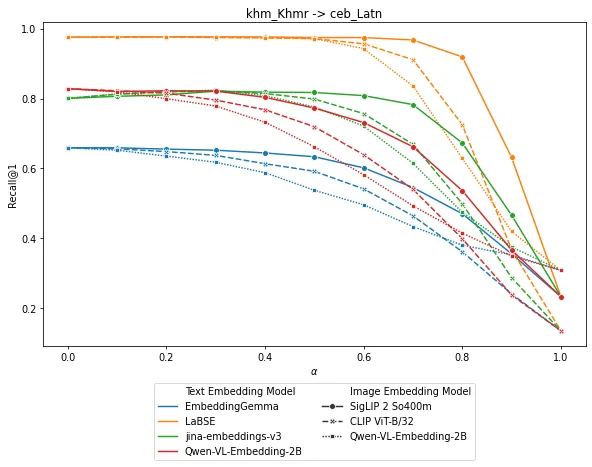 khm_Khmr -> ceb_Latn
Recall@1
1.0
0.8
0.6
0.4
0.2
0.0 0.2 0.4 0.6 0.8 1.0
α
Text Embedding Model Image Embedding Model
EmbeddingGemma SigLIP 2 So400m
LaBSE CLIP ViT-B/32
jina-embeddings-v3 Qwen-VL-Embedding-2B
Qwen-VL-Embedding-2B